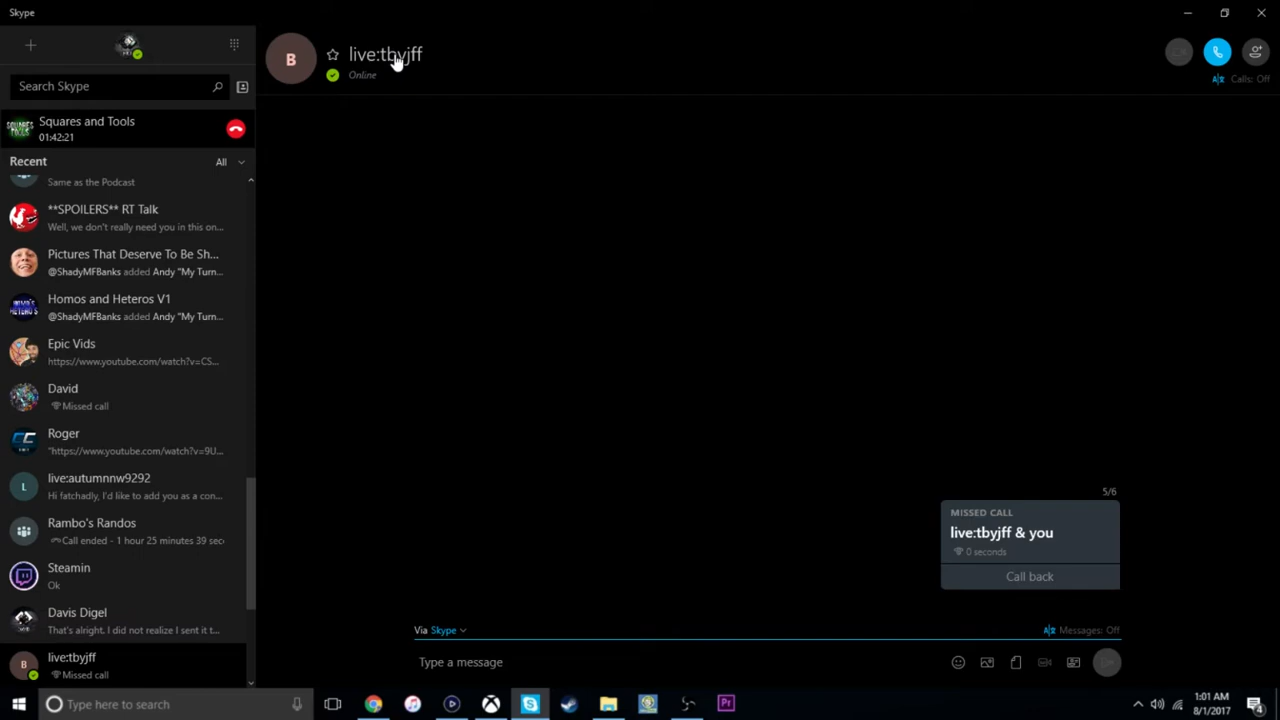 Skype
Search Skype
Squares and Tools
01:42:21
Recent
All
Same as the Podcast
**SPOILERS** RT Talk
Well, we don't really need you in this on...
Pictures That Deserve To Be Sh...
@ShadyMFBanks added Andy "My Turn...
Homos and Heteros V1
@ShadyMFBanks added Andy "My Turn...
Epic Vids
https://www.youtube.com/watch?v=CS...
David
Missed call
Roger
"https://www.youtube.com/watch?v=9U...
L
live:autumnnw9292
Hi fatchadly, I'd like to add you as a con...
Rambo's Randos
Call ended - 1 hour 25 minutes 39 sec
Steamin
Ok
Davis Digel
That's alright. I did not realize I sent it t...
B
live:tbyjff
Missed call
B
live:tbyjff
Online
Calls: Off
5/6
MISSED CALL
live:tbyjff & you
0 seconds
Call back
Via Skype
Messages: Off
Type a message
Type here to search
Pr
1:01 AM
8/1/2017
4